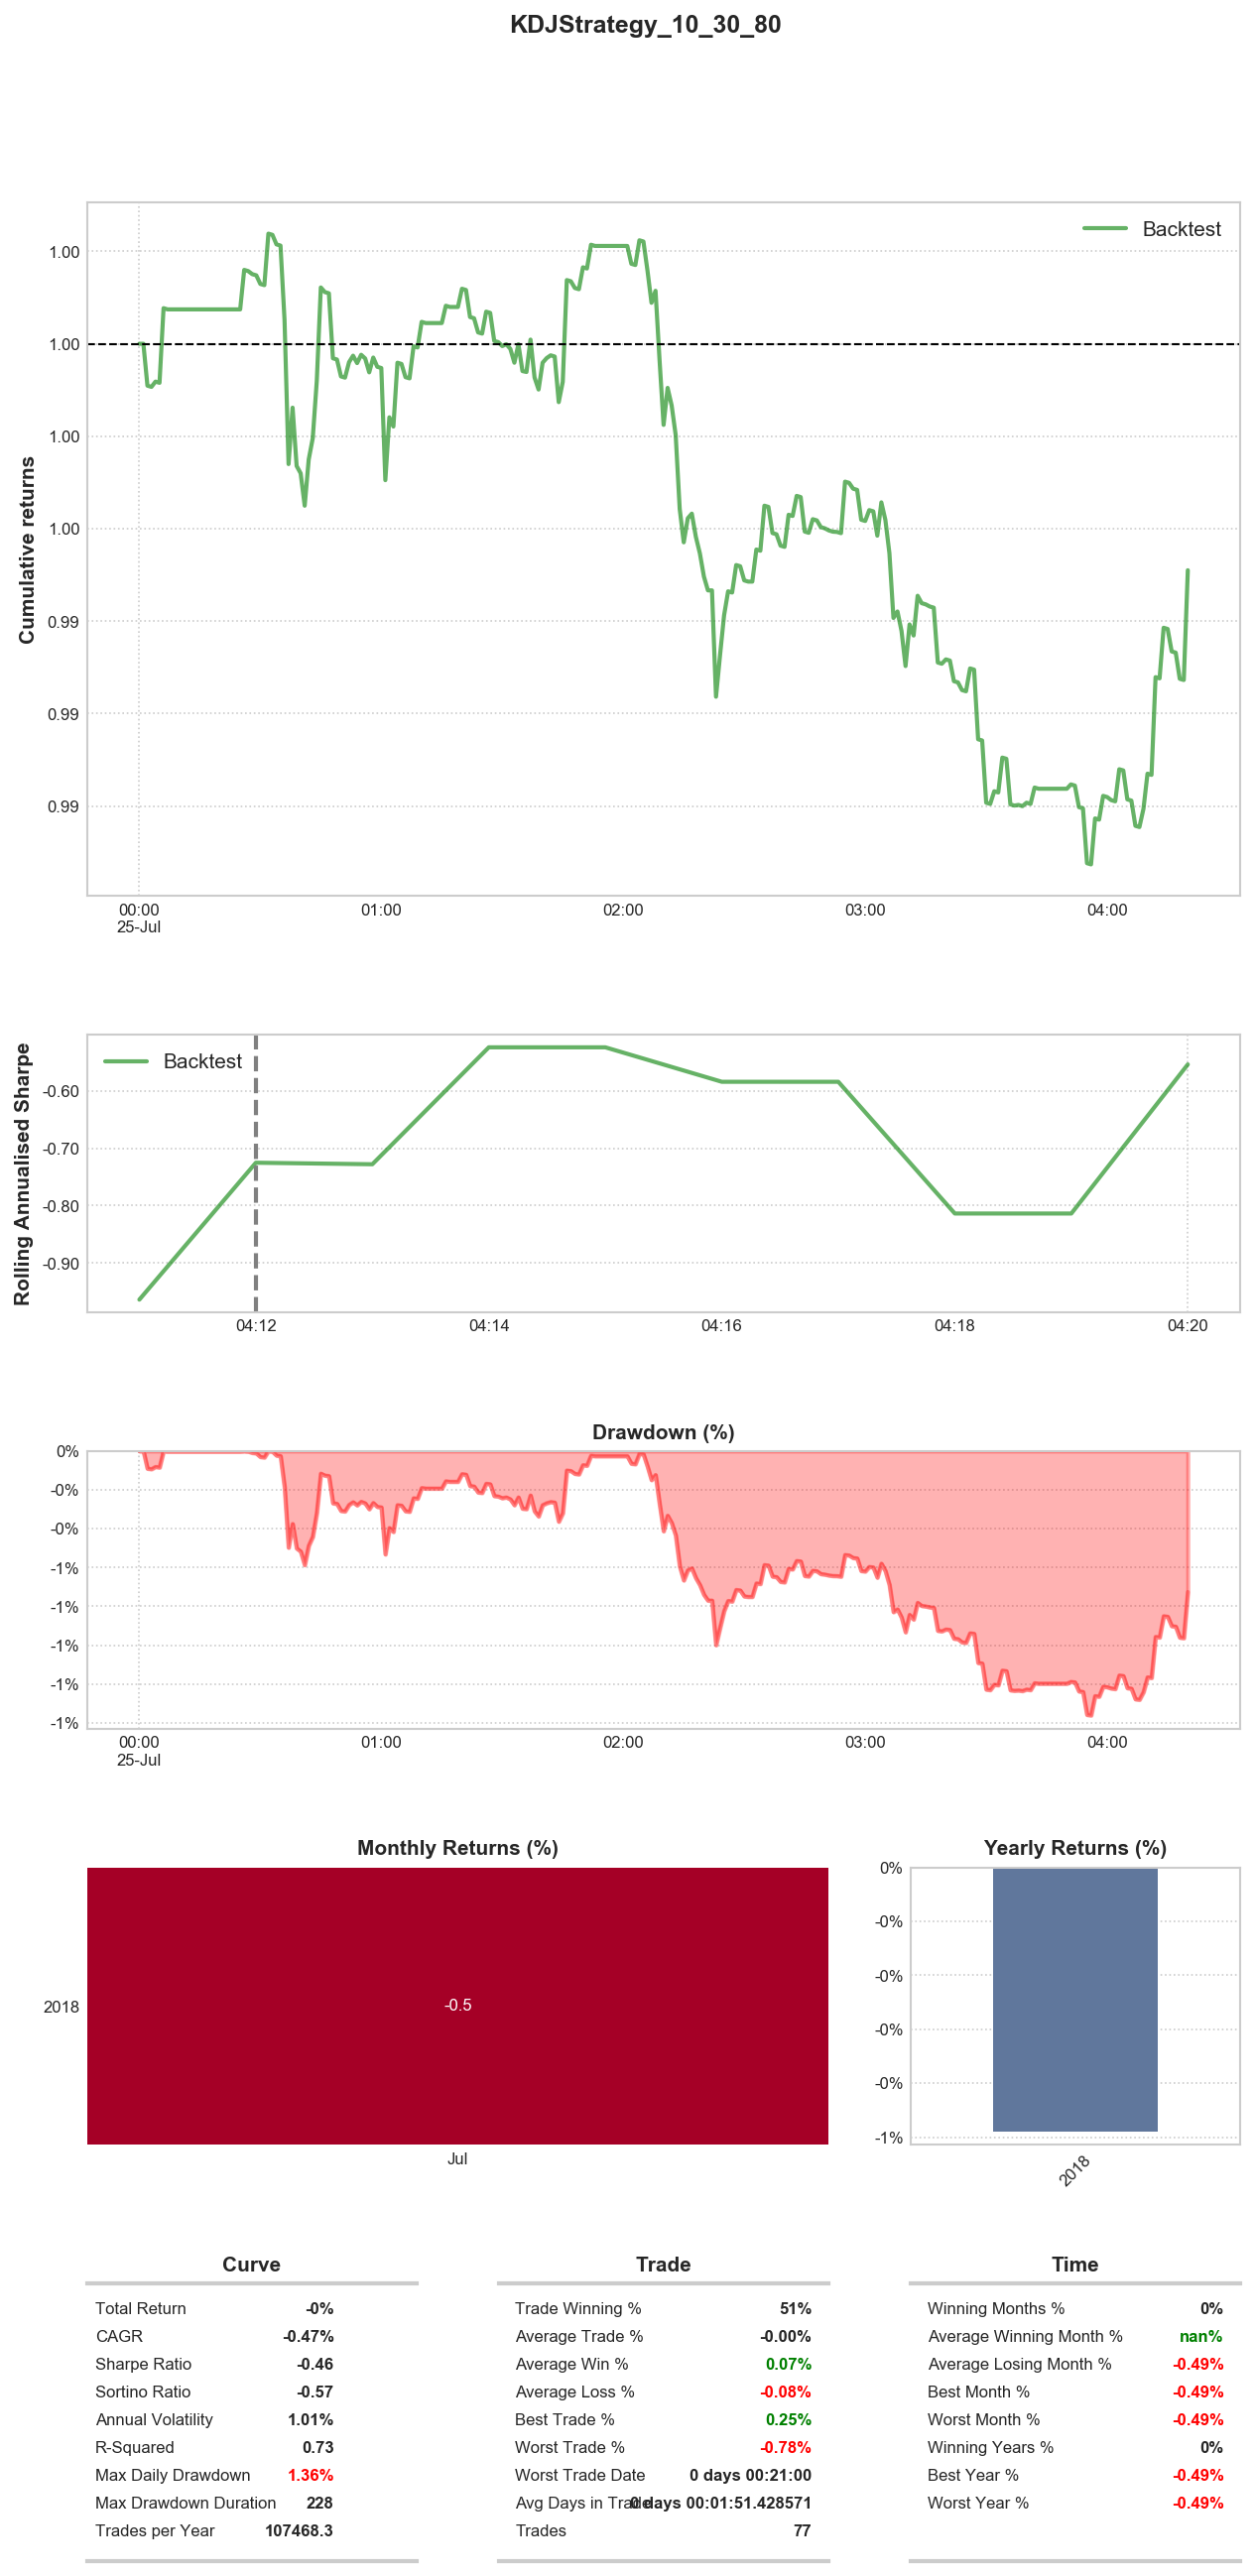 KDJStrategy_10_30_80
Backtest
Cumulative returns
1.00
1.00
1.00
1.00
0.99
0.99
0.99
00:00
25-Jul
01:00
02:00
03:00
04:00
Backtest
Rolling Annualised Sharpe
-0.60
-0.70
-0.80
-0.90
04:12
04:14
04:16
04:18
04:20
Drawdown (%)
0%
-0%
-0%
-1%
-1%
-1%
-1%
-1%
00:00
25-Jul
01:00
02:00
03:00
04:00
Monthly Returns (%)
2018
-0.5
Jul
Yearly Returns (%)
0%
-0%
-0%
-0%
-0%
-1%
2018
Curve
Total Return -0%
CAGR -0.47%
Sharpe Ratio -0.46
Sortino Ratio -0.57
Annual Volatility 1.01%
R-Squared 0.73
Max Daily Drawdown 1.36%
Max Drawdown Duration 228
Trades per Year 107468.3
Trade
Trade Winning % 51%
Average Trade % -0.00%
Average Win % 0.07%
Average Loss % -0.08%
Best Trade % 0.25%
Worst Trade % -0.78%
Worst Trade Date 0 days 00:21:00
Avg Days in Trade 0 days 00:01:51.428571
Trades 77
Time
Winning Months % 0%
Average Winning Month % nan%
Average Losing Month % -0.49%
Best Month % -0.49%
Worst Month % -0.49%
Winning Years % 0%
Best Year % -0.49%
Worst Year % -0.49%